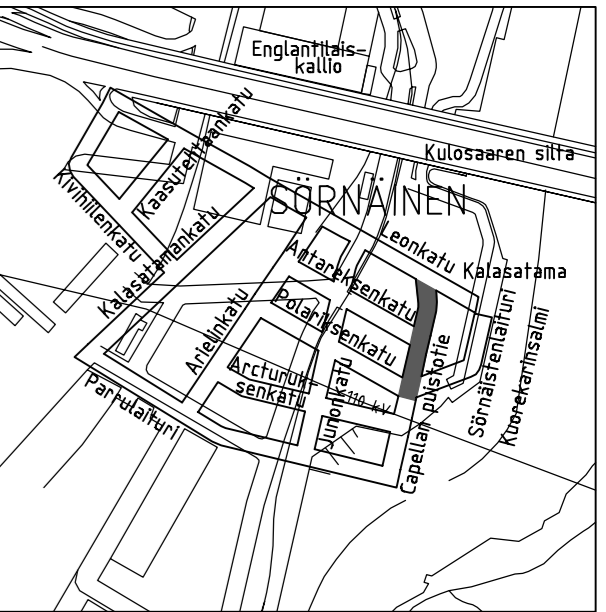 Englantilais-
kallio
Kulosaaren silta
Kaasutehtaankatu
SÖRNÄINEN
Kivihiilenkatu
Leonkatu
Kalasatamankatu
Antareksenkatu
Kalasatama
Polariksenkatu
Arielinkatu
Sörnäistenlaituri
Kuorekarinsalmi
Arcturuk-
senkatu
Junonkatu
110 kV
Capellan puistotie
Parrulaituri